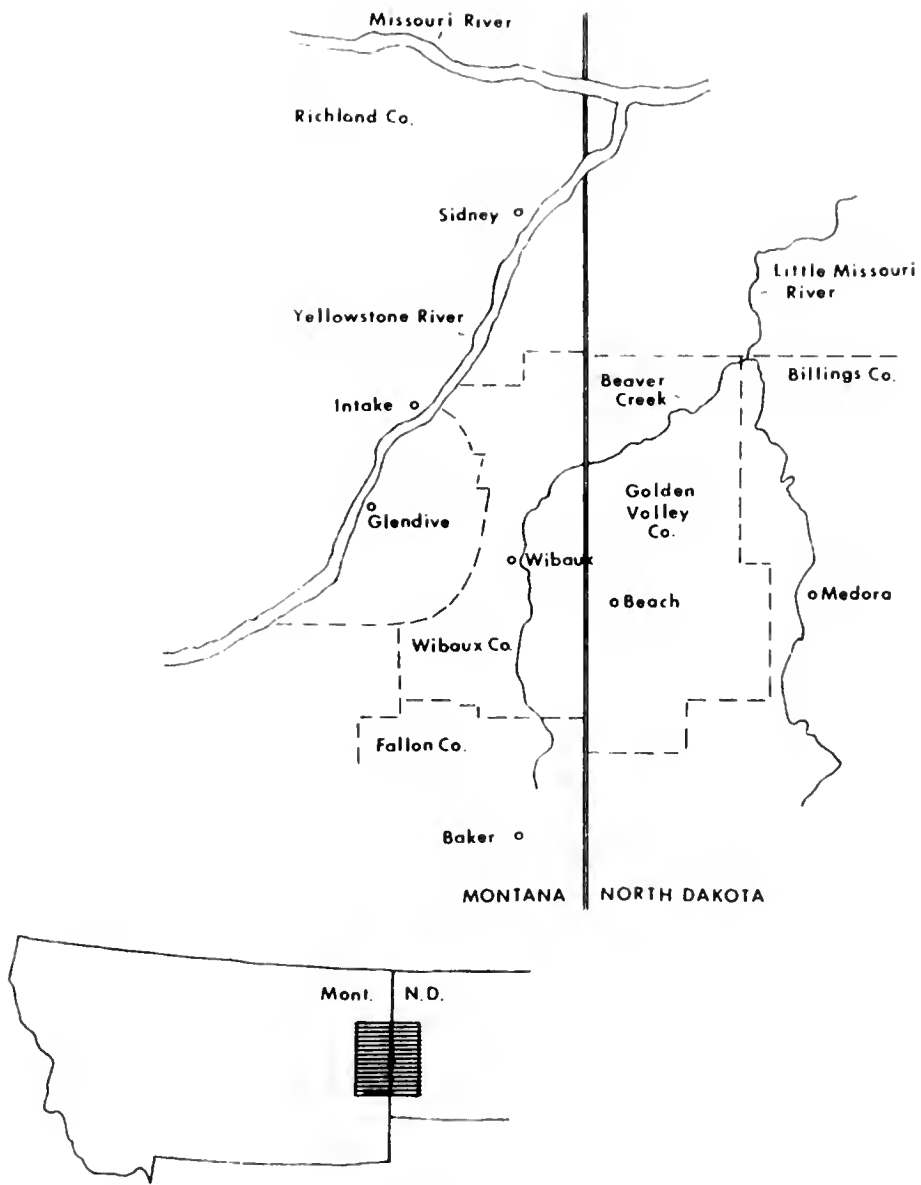 Missouri River
Richland Co.
Sidney
Little Missouri
River
Yellowstone River
Beaver
Creek
Billings Co.
Intake
Golden
Valley
Co.
Glendive
Wibaux
Beach
Medora
Wibaux Co.
Fallon Co.
Baker
MONTANA NORTH DAKOTA
Mont. N.D.